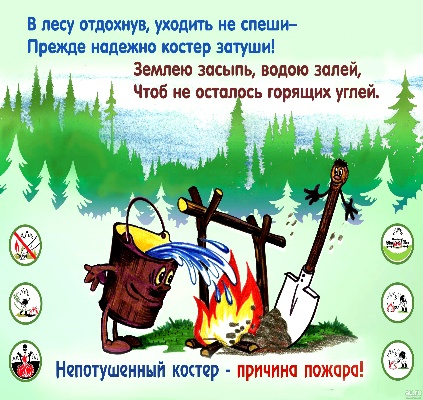 В лесу отдохнув, уходить не спеши–
Прежде надежно костер затуши!
Землею засыпь, водою залей,
Чтоб не осталось горящих углей.
Непотушенный костер - причина пожара!